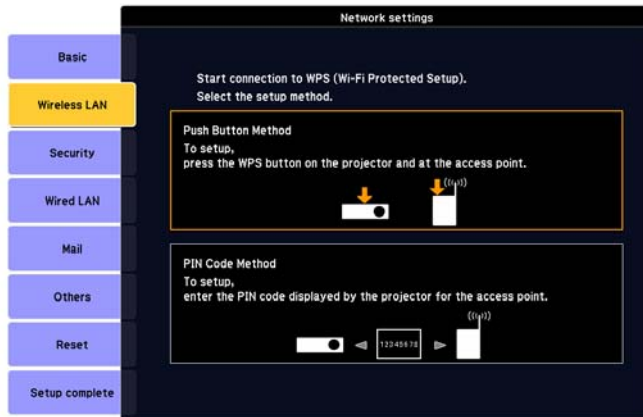 Network settings
Basic
Wireless LAN
Security
Wired LAN
Mail
Others
Reset
Setup complete
Start connection to WPS (Wi-Fi Protected Setup).
Select the setup method.
Push Button Method
To setup,
press the WPS button on the projector and at the access point.
PIN Code Method
To setup,
enter the PIN code displayed by the projector for the access point.
12345678